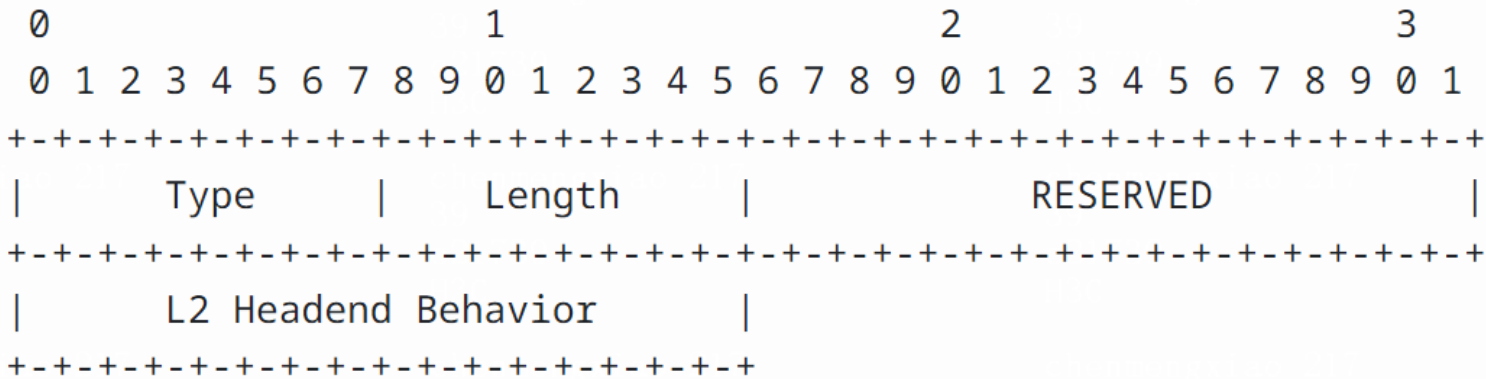 0                   1                   2                   3
0 1 2 3 4 5 6 7 8 9 0 1 2 3 4 5 6 7 8 9 0 1 2 3 4 5 6 7 8 9 0 1
+-+-+-+-+-+-+-+-+-+-+-+-+-+-+-+-+-+-+-+-+-+-+-+-+-+-+-+-+-+-+-+-+
|      Type     |    Length     |            RESERVED           |
+-+-+-+-+-+-+-+-+-+-+-+-+-+-+-+-+-+-+-+-+-+-+-+-+-+-+-+-+-+-+-+-+
|      L2 Headend Behavior      |
+-+-+-+-+-+-+-+-+-+-+-+-+-+-+-+-+